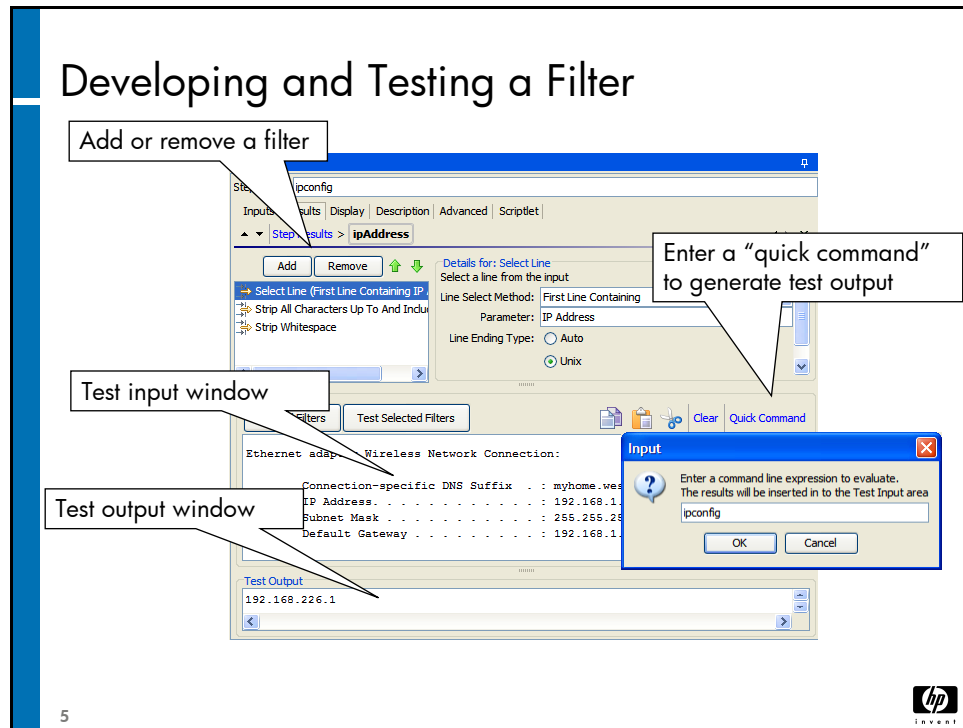 Developing and Testing a Filter
Add or remove a filter
ipconfig
Inputs Results Display Description Advanced Scriptlet
Step Results > ipAddress
Enter a “quick command”
to generate test output
Add Remove
Details for: Select Line
Select a line from the input
Select Line (First Line Containing IP
Strip All Characters Up To And Inclu
Strip Whitespace
Line Select Method: First Line Containing
Parameter: IP Address
Line Ending Type: Auto
Unix
Test input window
Filters Test Selected Filters Clear Quick Command
Ethernet adapter Wireless Network Connection:
Connection-specific DNS Suffix . : myhome.wes
IP Address. . . . . . . . . . . . : 192.168.1.
Subnet Mask . . . . . . . . . . . : 255.255.25
Default Gateway . . . . . . . . . : 192.168.1.
Input
Enter a command line expression to evaluate.
The results will be inserted in to the Test Input area
ipconfig
OK Cancel
Test output window
Test Output
192.168.226.1
5
hp
invent